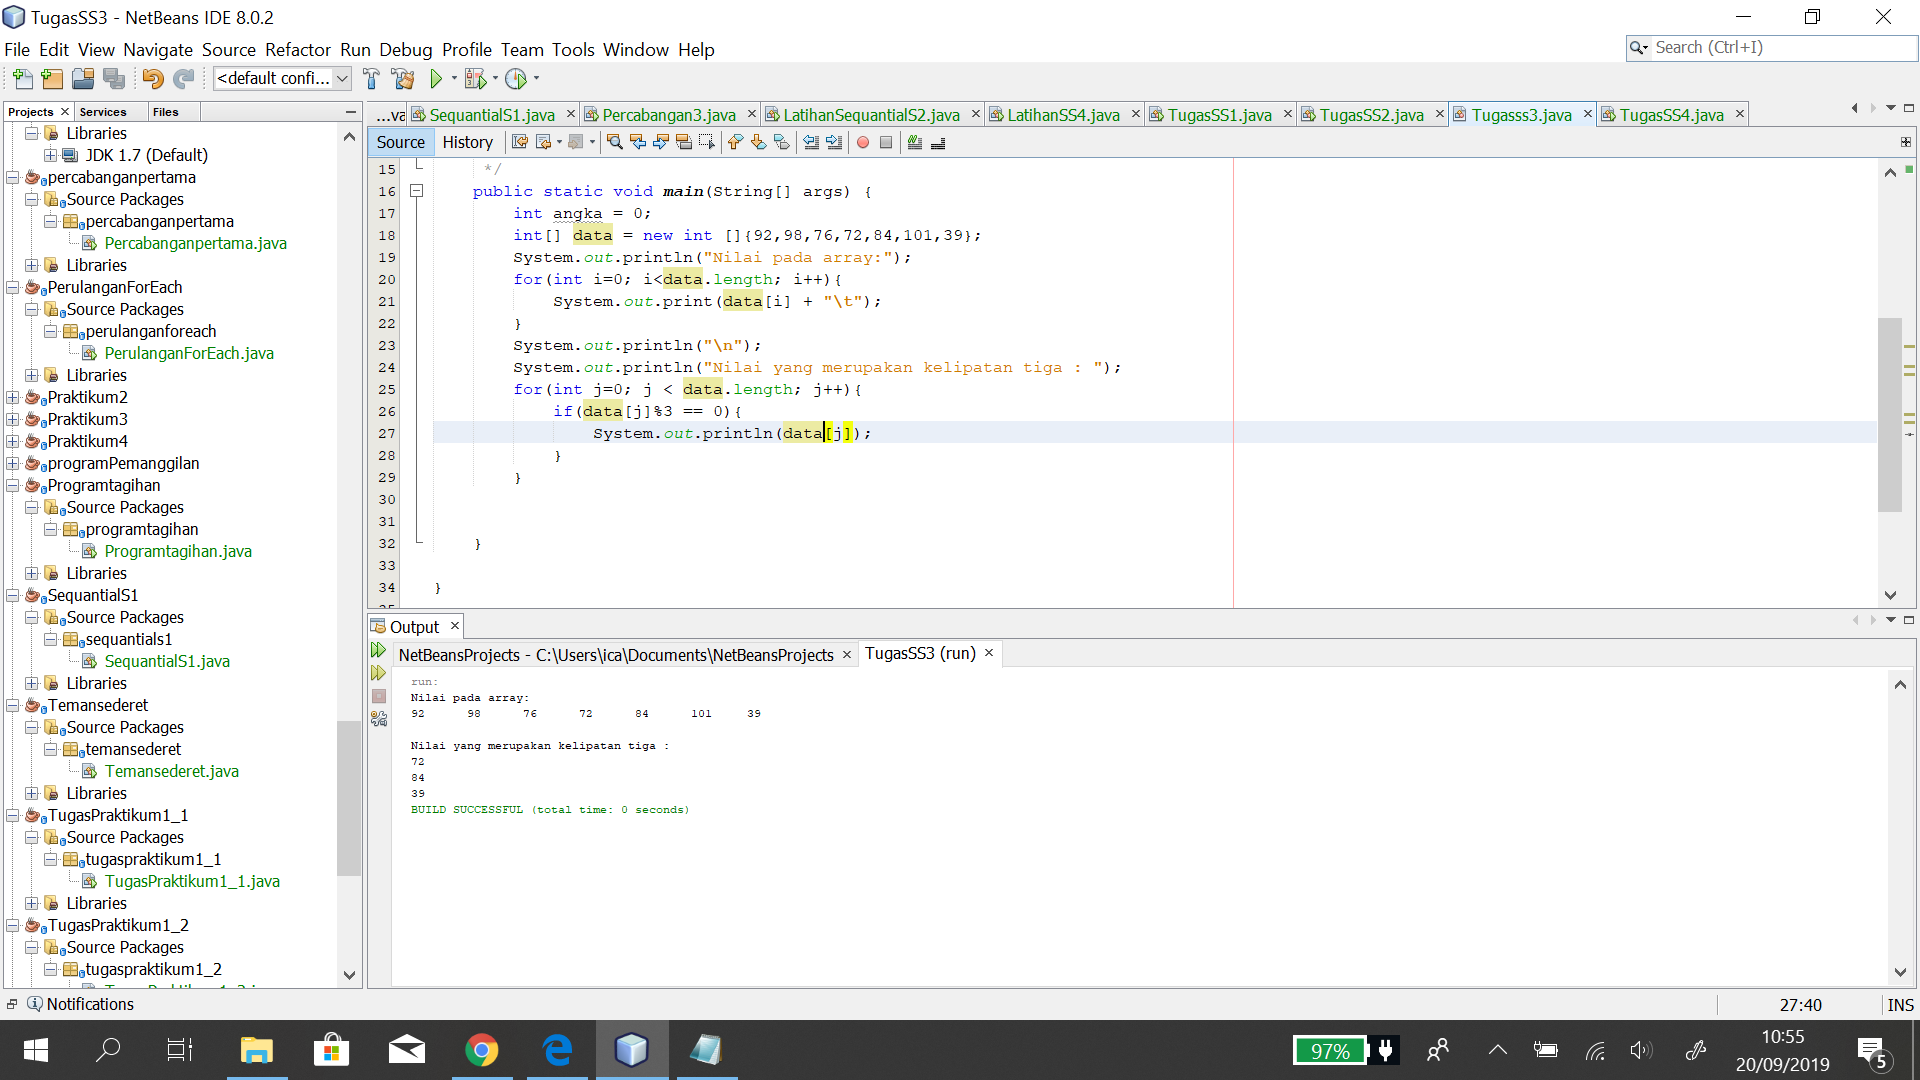 TugasSS3 - NetBeans IDE 8.0.2
File Edit View Navigate Source Refactor Run Debug Profile Team Tools Window Help
Search (Ctrl+I)
<default confi...
Projects Services Files
Libraries
JDK 1.7 (Default)
percabanganpertama
Source Packages
percabanganpertama
Percabanganpertama.java
Libraries
PerulanganForEach
Source Packages
perulanganforeach
PerulanganForEach.java
Libraries
Praktikum2
Praktikum3
Praktikum4
programPemanggilan
Programtagihan
Source Packages
programtagihan
Programtagihan.java
Libraries
SequantialS1
Source Packages
sequantials1
SequantialS1.java
Libraries
Temansederet
Source Packages
temansederet
Temansederet.java
Libraries
TugasPraktikum1_1
Source Packages
tugaspraktikum1_1
TugasPraktikum1_1.java
Libraries
TugasPraktikum1_2
Source Packages
tugaspraktikum1_2
...va SequantialS1.java Percabangan3.java LatihanSequantialS2.java LatihanSS4.java TugasSS1.java TugasSS2.java Tugasss3.java TugasSS4.java
Source History
15 */
16 public static void main(String[] args) {
17 int angka = 0;
18 int[] data = new int []{92,98,76,72,84,101,39};
19 System.out.println("Nilai pada array:");
20 for(int i=0; i<data.length; i++){
21 System.out.print(data[i] + "\t");
22 }
23 System.out.println("\n");
24 System.out.println("Nilai yang merupakan kelipatan tiga : ");
25 for(int j=0; j < data.length; j++){
26 if(data[j]%3 == 0){
27 System.out.println(data[j]);
28 }
29 }
30
31
32 }
33
34 }
Output
NetBeansProjects - C:\Users\ica\Documents\NetBeansProjects TugasSS3 (run)
run:
Nilai pada array:
92 98 76 72 84 101 39
Nilai yang merupakan kelipatan tiga :
72
84
39
BUILD SUCCESSFUL (total time: 0 seconds)
Notifications
27:40 INS
97%
10:55
20/09/2019
5